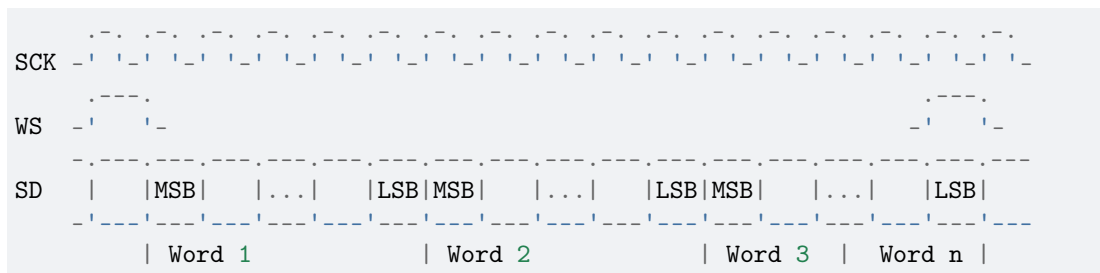 .-. .-. .-. .-. .-. .-. .-. .-. .-. .-. .-. .-. .-. .-. .-. .-. .-.
SCK -' '-' '-' '-' '-' '-' '-' '-' '-' '-' '-' '-' '-' '-' '-' '-' '-' '-
     .---.                                                       .---.
WS  -'   '-                                                     -'   '-
    -.---.---.---.---.---.---.---.---.---.---.---.---.---.---.---.---.---
SD   |   |MSB|   |...|   |LSB|MSB|   |...|   |LSB|MSB|   |...|   |LSB|
    -'---'---'---'---'---'---'---'---'---'---'---'---'---'---'---'---'---
         | Word 1            | Word 2            | Word 3  |  Word n |